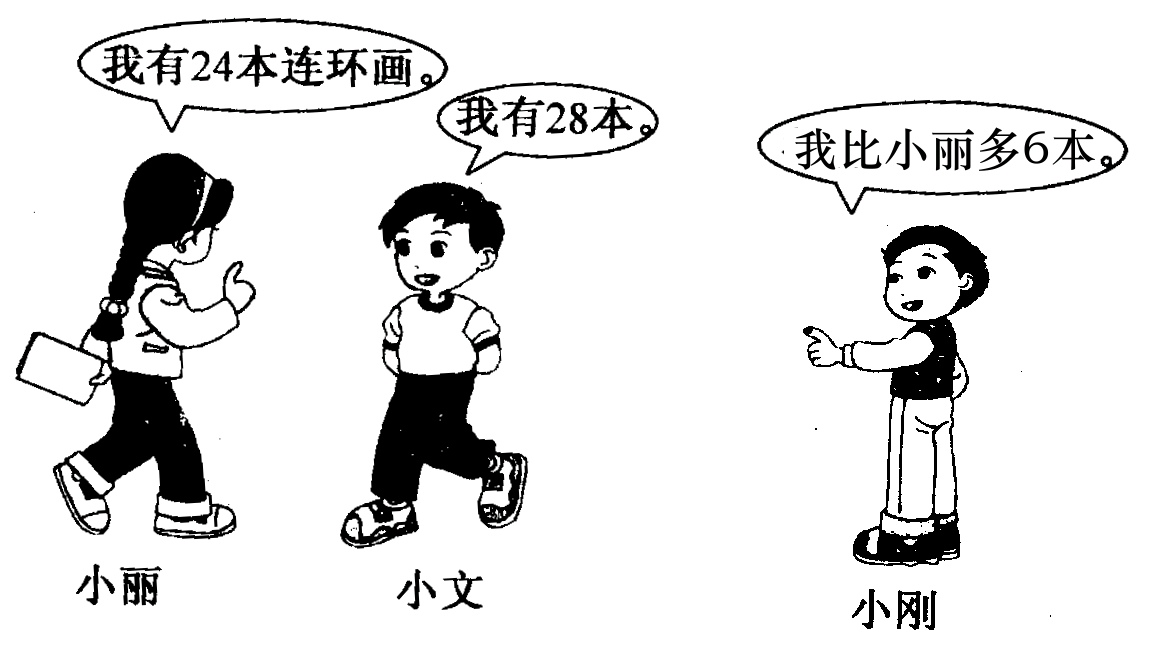 我有24本连环画。
我有28本。
我比小丽多6本。
小丽
小文
小刚